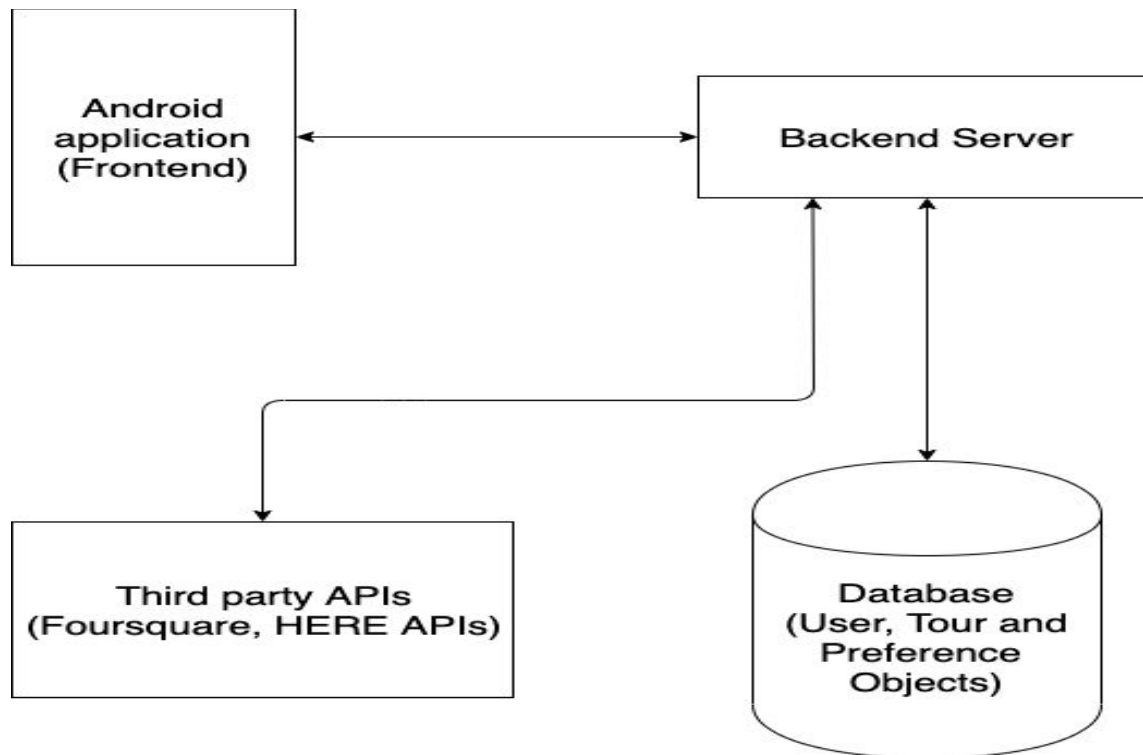 Android
application
(Frontend)
Backend Server
Third party APIs
(Foursquare, HERE APIs)
Database
(User, Tour and
Preference
Objects)